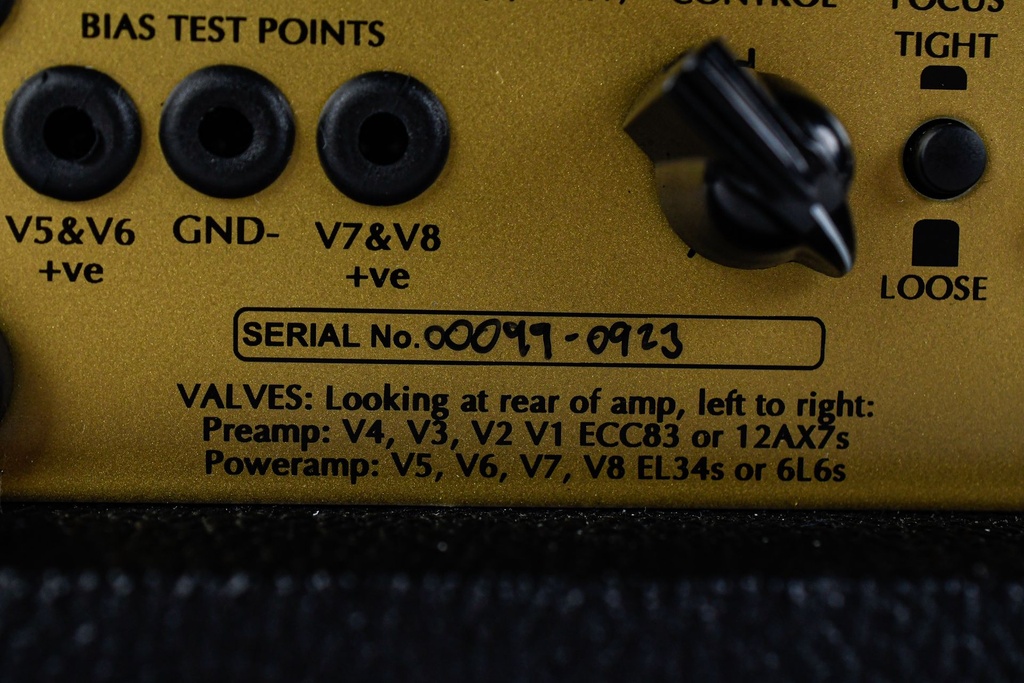 BIAS TEST POINTS
CONTROL
FOCUS
TIGHT
V5&V6
+ve
GND-
V7&V8
+ve
LOOSE
SERIAL No. 00099-0923
VALVES: Looking at rear of amp, left to right:
Preamp: V4, V3, V2 V1 ECC83 or 12AX7s
Poweramp: V5, V6, V7, V8 EL34s or 6L6s